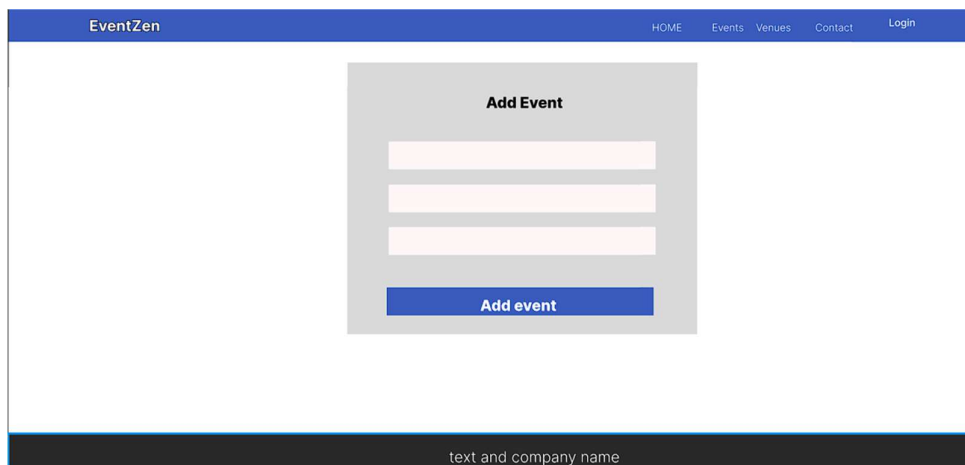 EventZen HOME Events Venues Contact Login
Add Event
Add event
text and company name